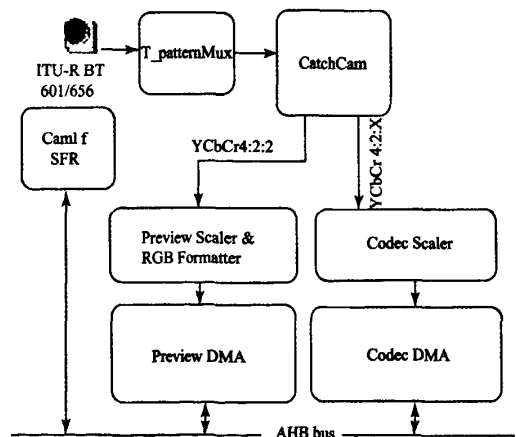 T_patternMux
CatchCam
ITU-R BT
601/656
Caml f
SFR
YCbCr4:2:2
YCbCr 4:2:X
Preview Scaler &
RGB Formatter
Codec Scaler
Preview DMA
Codec DMA
AHB bus